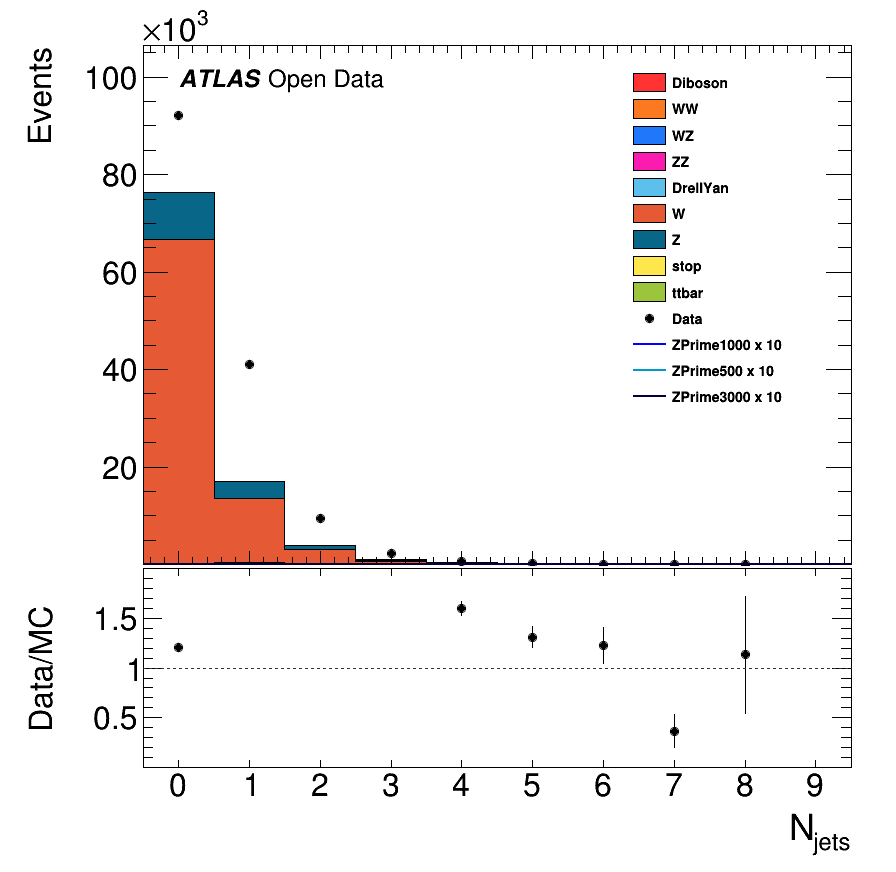 ×10³
Events
100
80
60
40
20
ATLAS Open Data
Diboson
WW
WZ
ZZ
DrellYan
W
Z
stop
ttbar
Data
ZPrime1000 x 10
ZPrime500 x 10
ZPrime3000 x 10
Data/MC
1.5
1
0.5
0 1 2 3 4 5 6 7 8 9
Njets